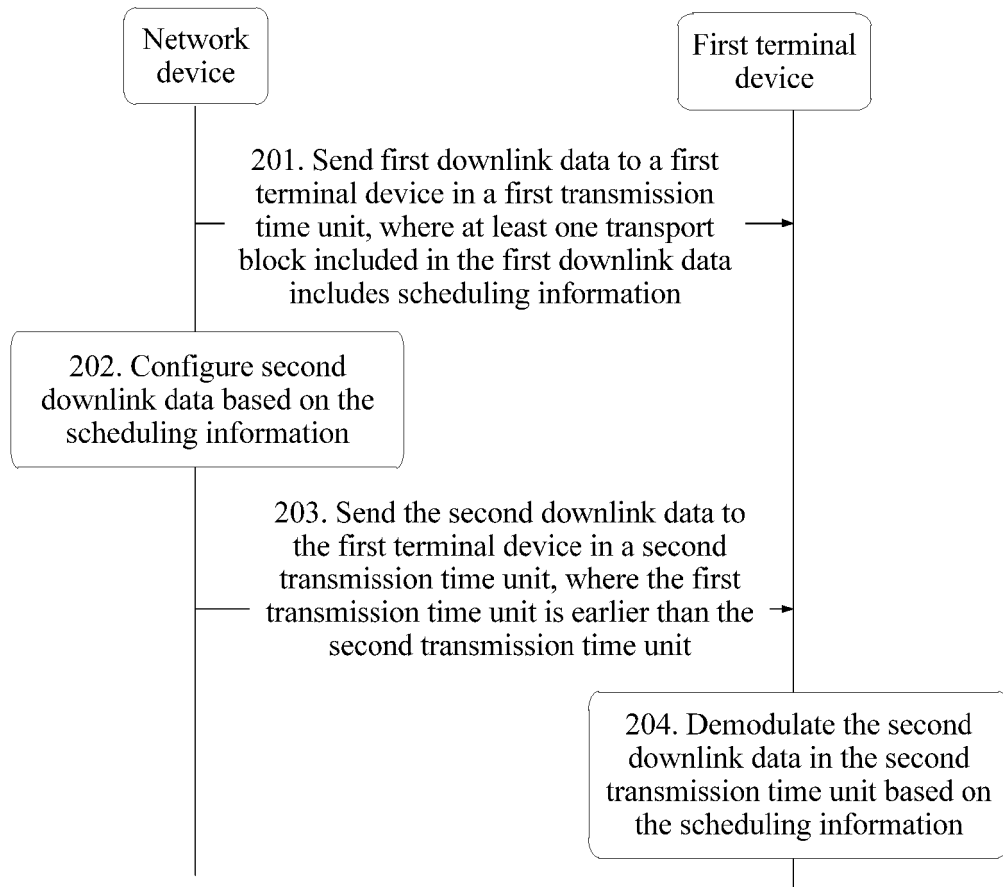 Network
device
First terminal
device
201. Send first downlink data to a first
terminal device in a first transmission
time unit, where at least one transport
block included in the first downlink data
includes scheduling information
202. Configure second
downlink data based on the
scheduling information
203. Send the second downlink data to
the first terminal device in a second
transmission time unit, where the first
transmission time unit is earlier than the
second transmission time unit
204. Demodulate the second
downlink data in the second
transmission time unit based on
the scheduling information